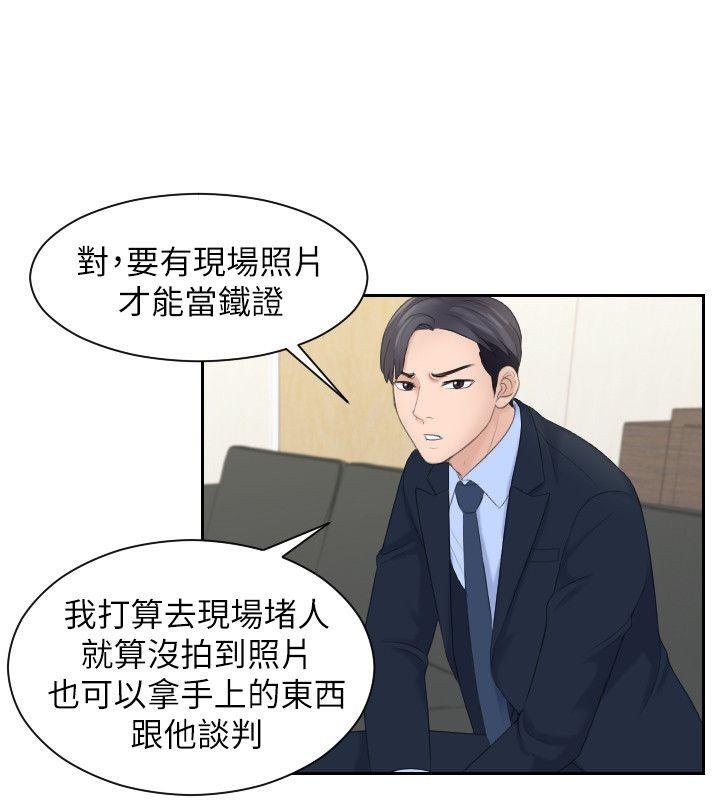 對，要有現場照片
才能當鐵證
我打算去現場堵人
就算沒拍到照片
也可以拿手上的東西
跟他談判